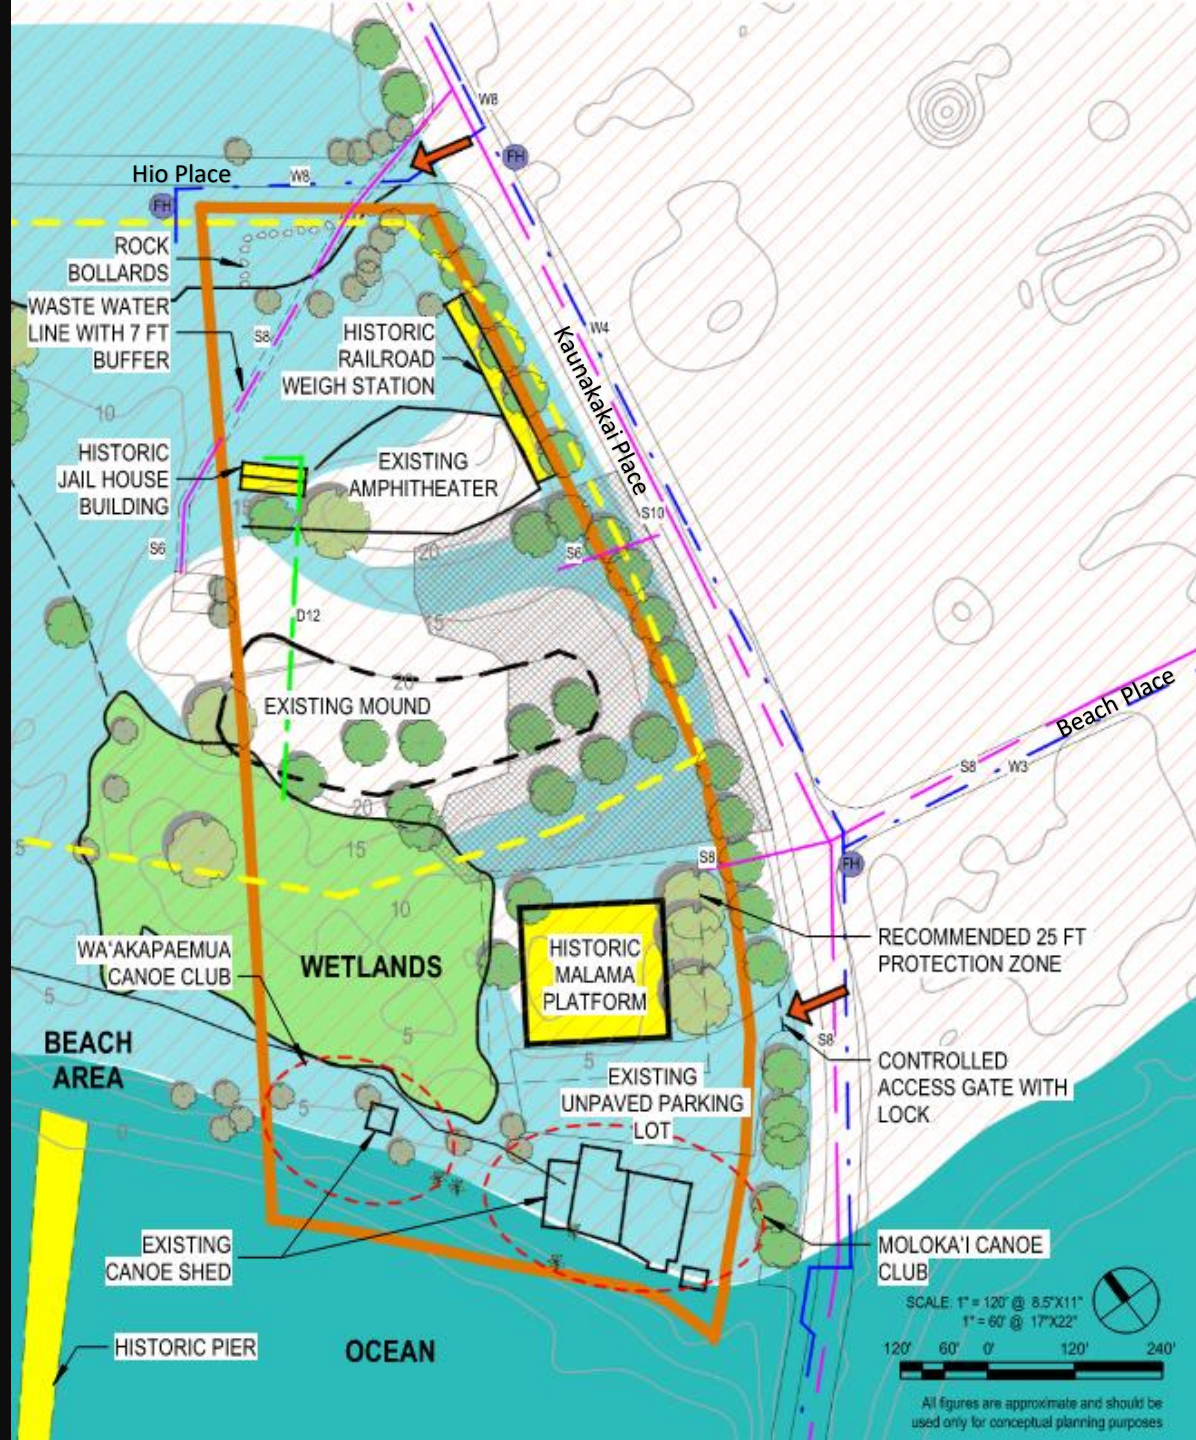 W8
Hio Place
W8
FH
FH
ROCK
BOLLARDS
WASTE WATER
LINE WITH 7 FT
BUFFER
S8
HISTORIC
RAILROAD
WEIGH STATION
W4
Kaunakakai Place
10
HISTORIC
JAIL HOUSE
BUILDING
EXISTING
AMPHITHEATER
15
S10
S6
S6
20
D12
15
20
EXISTING MOUND
Beach Place
S8
W3
20
5
15
S8
FH
10
WA'AKAPAEMUA
CANOE CLUB
WETLANDS
HISTORIC
MALAMA
PLATFORM
RECOMMENDED 25 FT
PROTECTION ZONE
5
5
S8
BEACH
AREA
5
EXISTING
UNPAVED PARKING
LOT
CONTROLLED
ACCESS GATE WITH
LOCK
5
0
EXISTING
CANOE SHED
MOLOKA'I CANOE
CLUB
HISTORIC PIER
OCEAN
SCALE: 1" = 120' @ 8.5"X11"
1" = 60' @ 17"X22"
120' 60' 0' 120' 240'
All figures are approximate and should be
used only for conceptual planning purposes